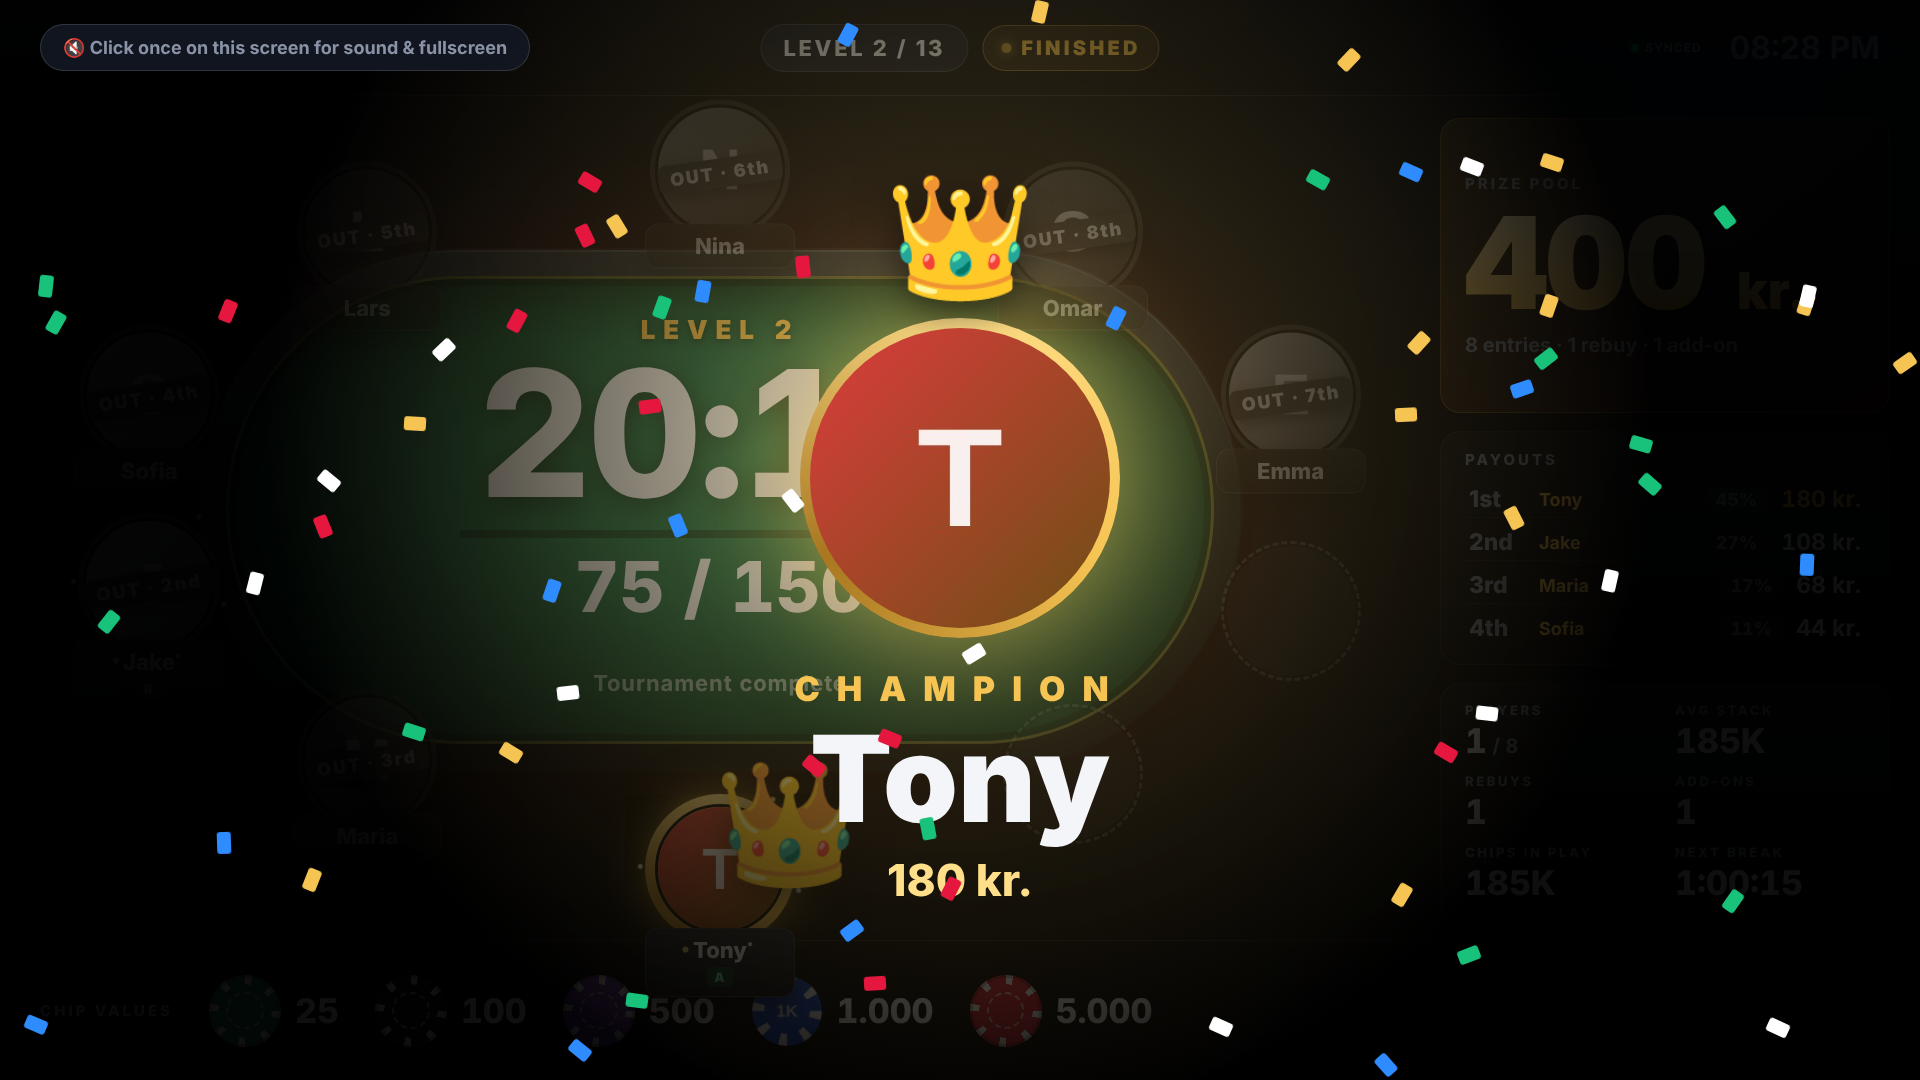 🔇 Click once on this screen for sound & fullscreen
LEVEL 2 / 13
FINISHED
SYNCED
08:28 PM
OUT · 6th
Nina
OUT · 5th
Lars
OUT · 8th
Omar
OUT · 4th
Sofia
OUT · 7th
Emma
OUT · 2nd
Jake
R
OUT · 3rd
Maria
LEVEL 2
20:1
75 / 150
Tournament complete
T
CHAMPION
Tony
180 kr.
T
Tony
A
PRIZE POOL
400 kr.
8 entries · 1 rebuy · 1 add-on
PAYOUTS
1st Tony 45% 180 kr.
2nd Jake 27% 108 kr.
3rd Maria 17% 68 kr.
4th Sofia 11% 44 kr.
PLAYERS
1 / 8
AVG STACK
185K
REBUYS
1
ADD-ONS
1
CHIPS IN PLAY
185K
NEXT BREAK
1:00:15
CHIP VALUES
25
100
500
1K
1.000
5.000